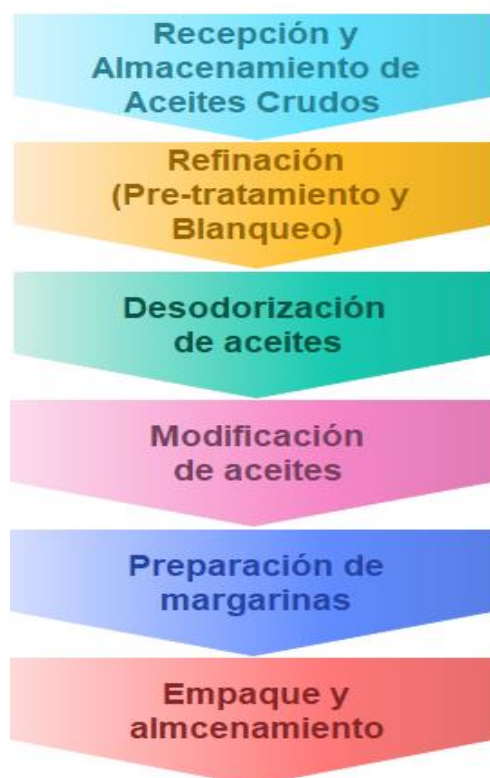 Recepción y
Almacenamiento de
Aceites Crudos
Refinación
(Pre-tratamiento y
Blanqueo)
Desodorización
de aceites
Modificación
de aceites
Preparación de
margarinas
Empaque y
almcenamiento